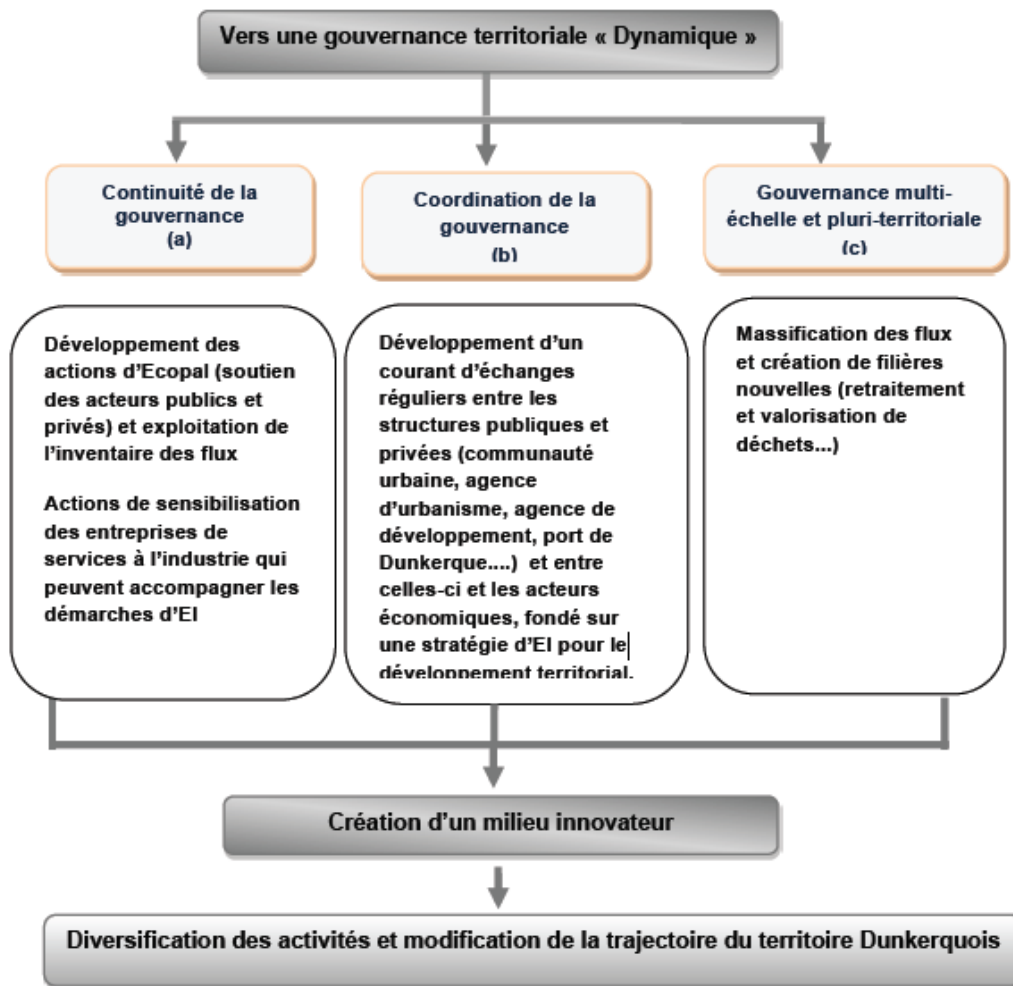 Vers une gouvernance territoriale « Dynamique »
Continuité de la
gouvernance
(a)
Coordination de la
gouvernance
(b)
Gouvernance multi-
échelle et pluri-territoriale
(c)
Développement des
actions d’Ecopal (soutien
des acteurs publics et
privés) et exploitation de
l’inventaire des flux
Actions de sensibilisation
des entreprises de
services à l’industrie qui
peuvent accompagner les
démarches d’EI
Développement d’un
courant d’échanges
réguliers entre les
structures publiques et
privées (communauté
urbaine, agence
d’urbanisme, agence de
développement, port de
Dunkerque....) et entre
celles-ci et les acteurs
économiques, fondé sur
une stratégie d’EI pour le
développement territorial.
Massification des flux
et création de filières
nouvelles (retraitement
et valorisation de
déchets...)
Création d’un milieu innovateur
Diversification des activités et modification de la trajectoire du territoire Dunkerquois